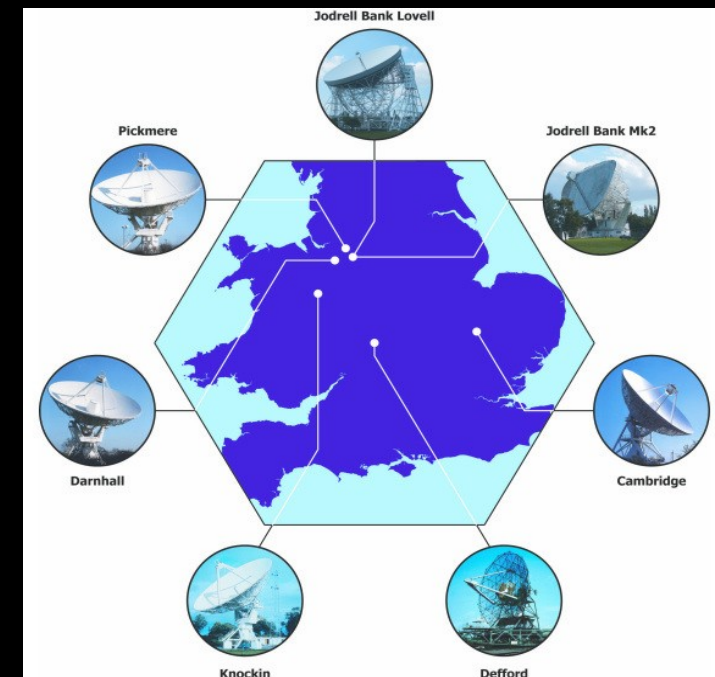 Jodrell Bank Lovell
Pickmere
Jodrell Bank Mk2
Darnhall
Cambridge
Knockin
Defford